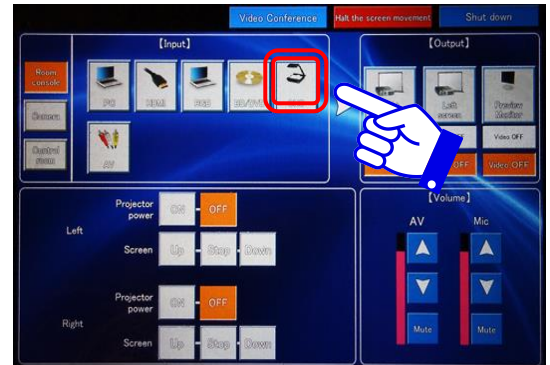 Video Conference
Halt the screen movement
Shut down
【Input】
Room
console
Camera
Control
room
PC
HDMI
BD/DVD
AV
【Output】
Left
screen
Preview
Monitor
Video OFF
OFF
Video OFF
Left
Projector
power
ON
OFF
Screen
Up
Stop
Down
Right
Projector
power
ON
OFF
Screen
Up
Stop
Down
【Volume】
AV
Mic
Mute
Mute